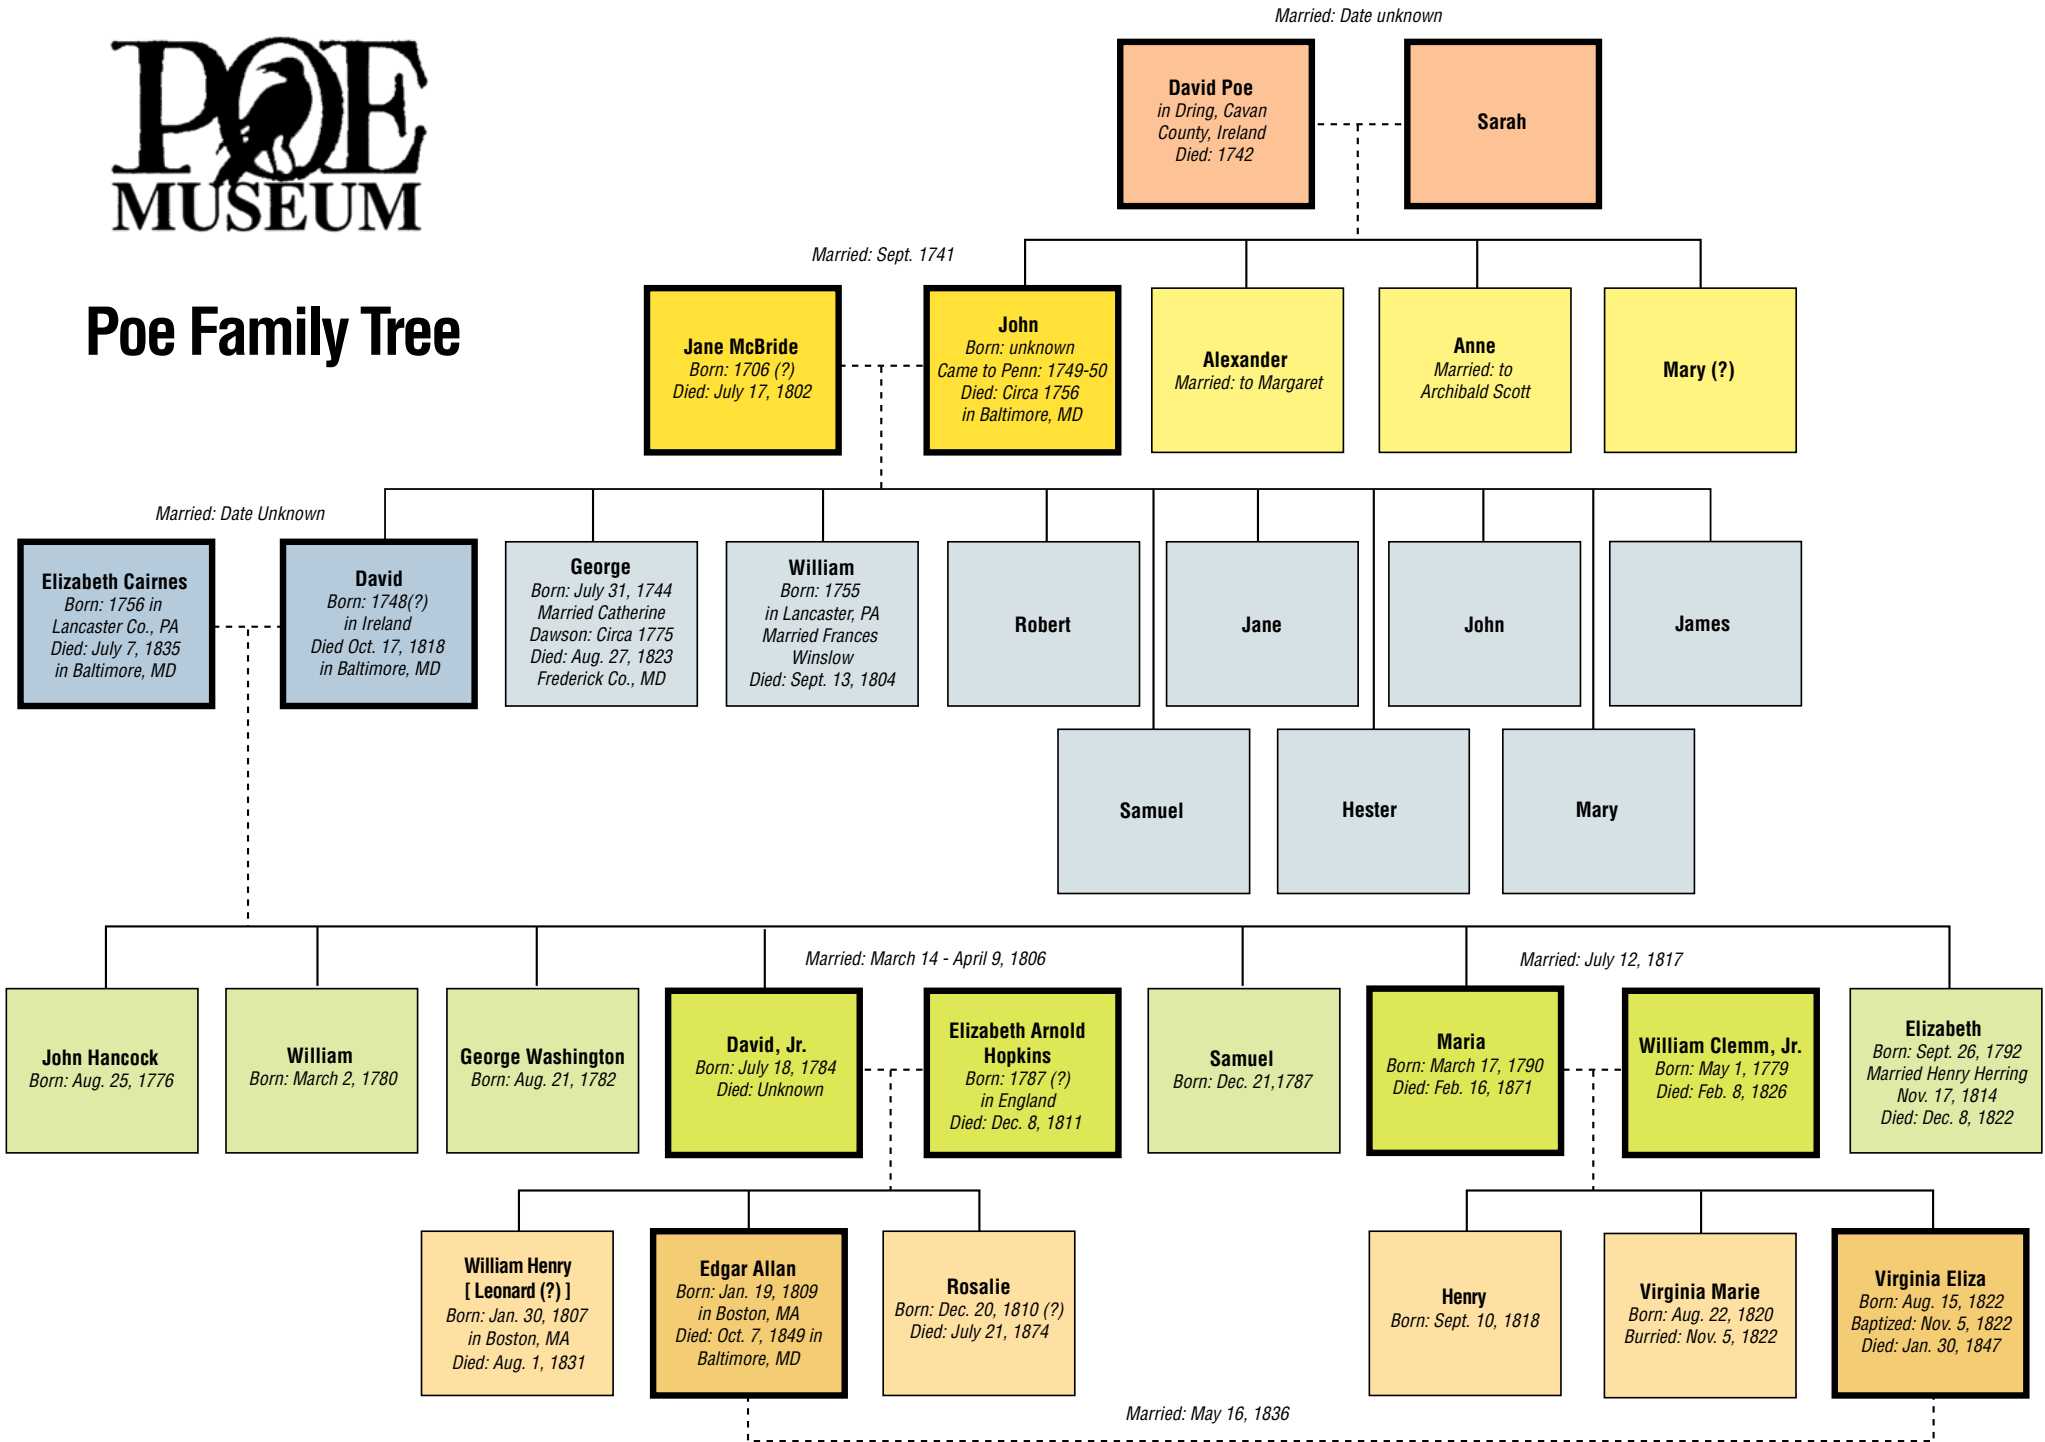 POE
MUSEUM
Poe Family Tree
Married: Date unknown
David Poe
in Dring, Cavan
County, Ireland
Died: 1742
Sarah
Married: Sept. 1741
Jane McBride
Born: 1706 (?)
Died: July 17, 1802
John
Born: unknown
Came to Penn: 1749-50
Died: Circa 1756
in Baltimore, MD
Alexander
Married: to Margaret
Anne
Married: to
Archibald Scott
Mary (?)
Married: Date Unknown
Elizabeth Cairnes
Born: 1756 in
Lancaster Co., PA
Died: July 7, 1835
in Baltimore, MD
David
Born: 1748(?)
in Ireland
Died Oct. 17, 1818
in Baltimore, MD
George
Born: July 31, 1744
Married Catherine
Dawson: Circa 1775
Died: Aug. 27, 1823
Frederick Co., MD
William
Born: 1755
in Lancaster, PA
Married Frances
Winslow
Died: Sept. 13, 1804
Robert
Jane
John
James
Samuel
Hester
Mary
Married: March 14 - April 9, 1806
Married: July 12, 1817
John Hancock
Born: Aug. 25, 1776
William
Born: March 2, 1780
George Washington
Born: Aug. 21, 1782
David, Jr.
Born: July 18, 1784
Died: Unknown
Elizabeth Arnold
Hopkins
Born: 1787 (?)
in England
Died: Dec. 8, 1811
Samuel
Born: Dec. 21,1787
Maria
Born: March 17, 1790
Died: Feb. 16, 1871
William Clemm, Jr.
Born: May 1, 1779
Died: Feb. 8, 1826
Elizabeth
Born: Sept. 26, 1792
Married Henry Herring
Nov. 17, 1814
Died: Dec. 8, 1822
William Henry
[ Leonard (?) ]
Born: Jan. 30, 1807
in Boston, MA
Died: Aug. 1, 1831
Edgar Allan
Born: Jan. 19, 1809
in Boston, MA
Died: Oct. 7, 1849 in
Baltimore, MD
Rosalie
Born: Dec. 20, 1810 (?)
Died: July 21, 1874
Henry
Born: Sept. 10, 1818
Virginia Marie
Born: Aug. 22, 1820
Burried: Nov. 5, 1822
Virginia Eliza
Born: Aug. 15, 1822
Baptized: Nov. 5, 1822
Died: Jan. 30, 1847
Married: May 16, 1836